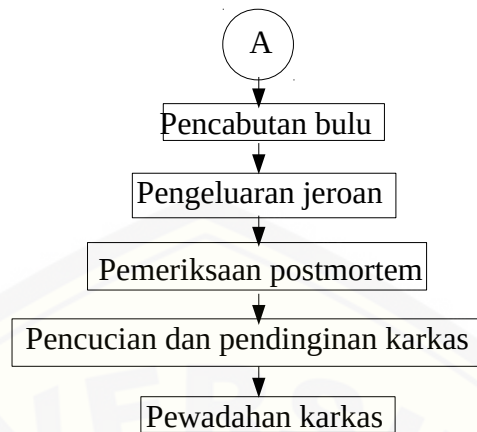 A
Pencabutan bulu
Pengeluaran jeroan
Pemeriksaan postmortem
Pencucian dan pendinginan karkas
Pewadahan karkas